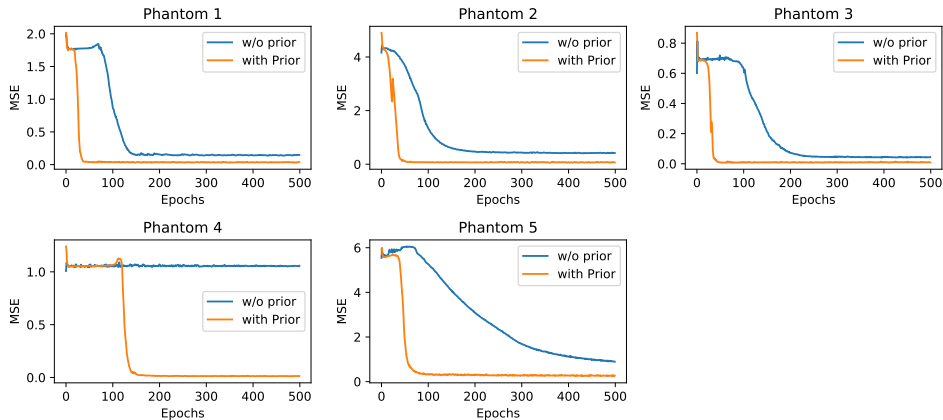 Phantom 1
MSE
2.0
1.5
1.0
0.5
0.0
w/o prior
with Prior
0 100 200 300 400 500
Epochs
Phantom 2
MSE
4
2
0
w/o prior
with Prior
0 100 200 300 400 500
Epochs
Phantom 3
MSE
0.8
0.6
0.4
0.2
0.0
w/o prior
with Prior
0 100 200 300 400 500
Epochs
Phantom 4
MSE
1.0
0.5
0.0
w/o prior
with Prior
0 100 200 300 400 500
Epochs
Phantom 5
MSE
6
4
2
0
w/o prior
with Prior
0 100 200 300 400 500
Epochs